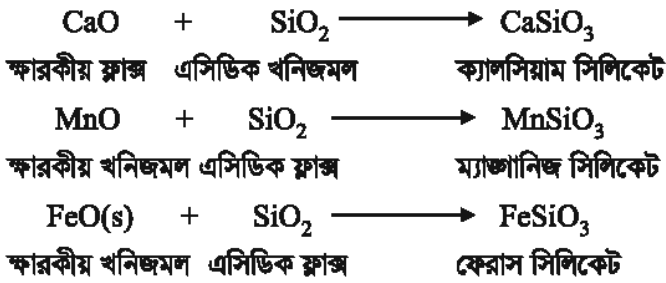 CaO + SiO₂ ⟶ CaSiO₃
ক্ষারকীয় ফ্লাক্স এসিডিক খনিজমল ক্যালসিয়াম সিলিকেট
MnO + SiO₂ ⟶ MnSiO₃
ক্ষারকীয় খনিজমল এসিডিক ফ্লাক্স ম্যাঙ্গানিজ সিলিকেট
FeO(s) + SiO₂ ⟶ FeSiO₃
ক্ষারকীয় খনিজমল এসিডিক ফ্লাক্স ফেরাস সিলিকেট